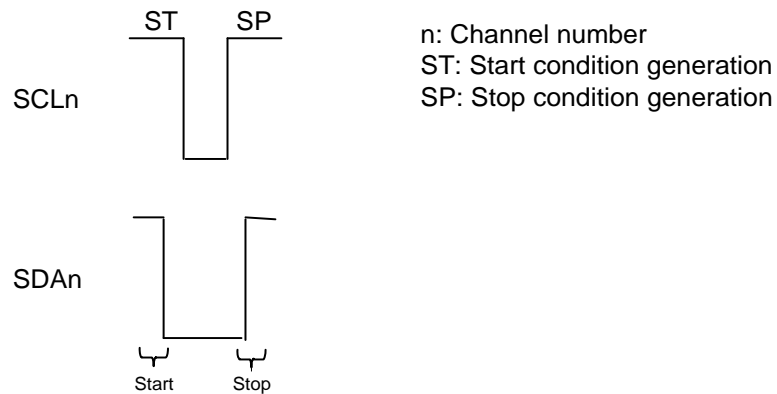 ST SP
n: Channel number
ST: Start condition generation
SP: Stop condition generation
SCLn
SDAn
Start Stop